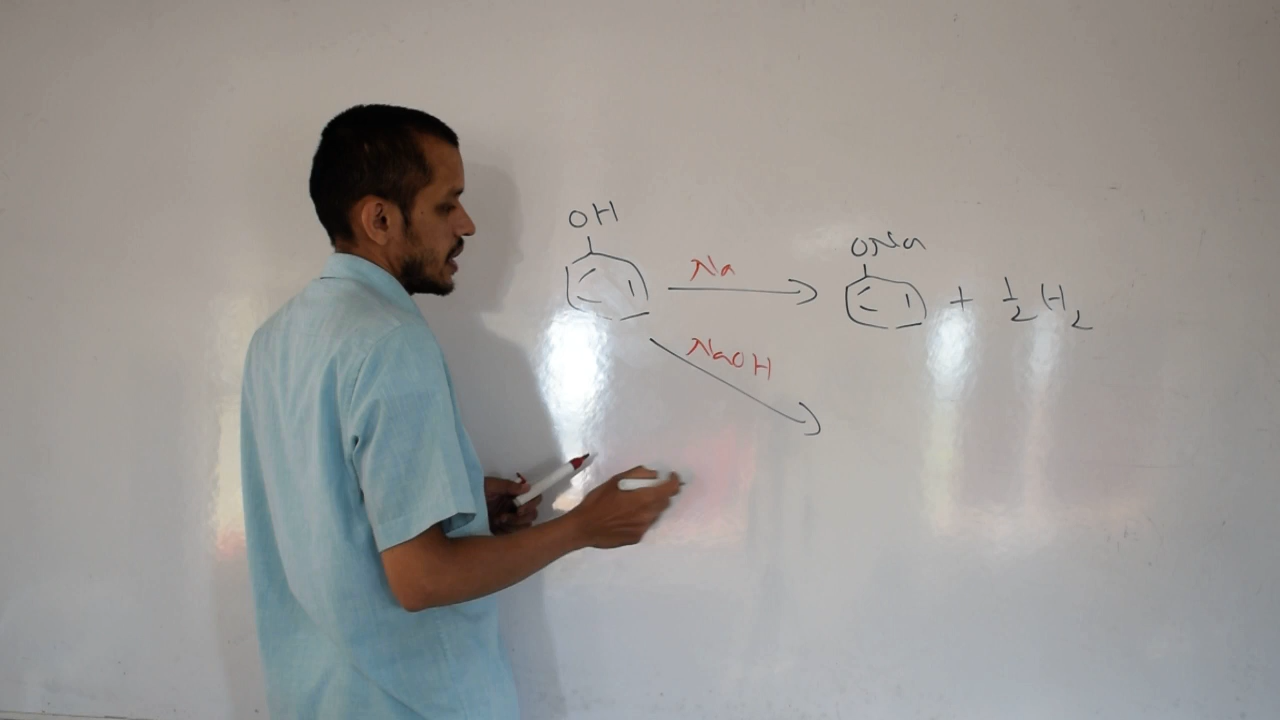 OH
Na
ONa
+ ½ H₂
NaOH